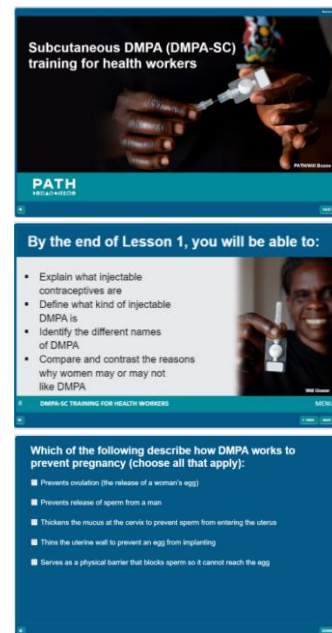 Subcutaneous DMPA (DMPA-SC)
training for health workers
PATH/Will Boase
PATH
By the end of Lesson 1, you will be able to:
▪ Explain what injectable
contraceptives are
▪ Define what kind of injectable
DMPA is
▪ Identify the different names
of DMPA
▪ Compare and contrast the reasons
why women may or may not
like DMPA
Will Boase
DMPA-SC TRAINING FOR HEALTH WORKERS
MENU
Which of the following describe how DMPA works to
prevent pregnancy (choose all that apply):
Prevents ovulation (the release of a woman's egg)
Prevents release of sperm from a man
Thickens the mucus at the cervix to prevent sperm from entering the uterus
Thins the uterine wall to prevent an egg from implanting
Serves as a physical barrier that blocks sperm so it cannot reach the egg